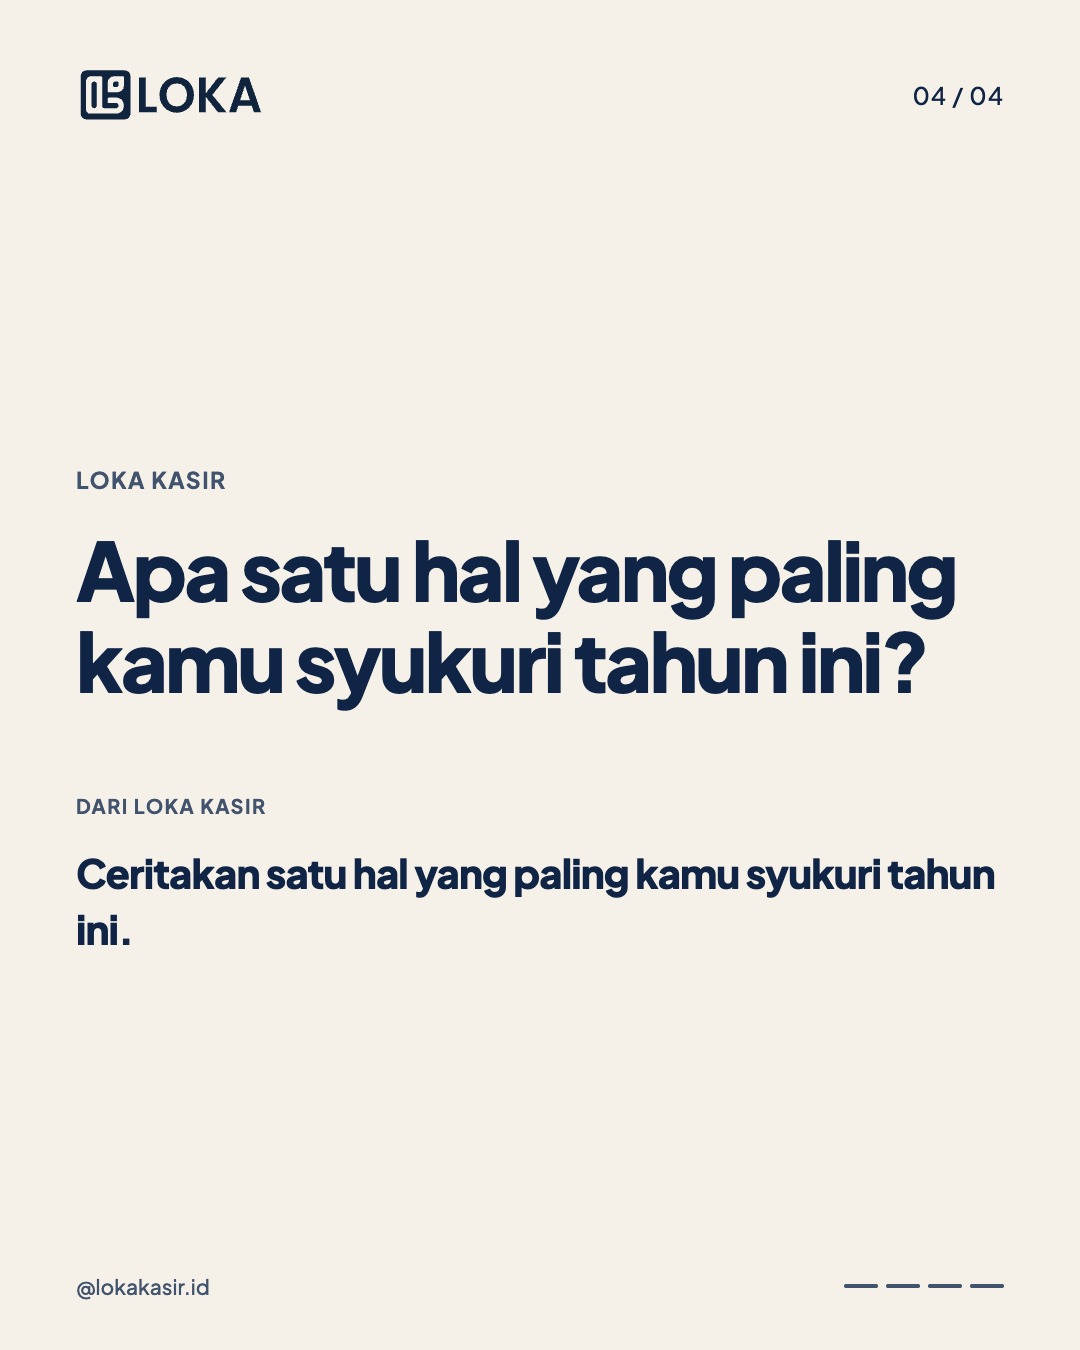 LOKA
04 / 04
LOKA KASIR
Apa satu hal yang paling
kamu syukuri tahun ini?
DARI LOKA KASIR
Ceritakan satu hal yang paling kamu syukuri tahun
ini.
@lokakasir.id